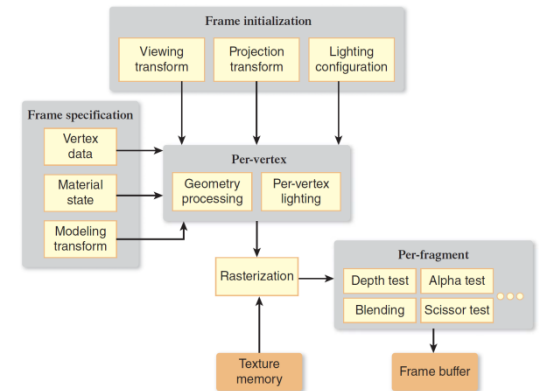 Frame initialization
Viewing
transform
Projection
transform
Lighting
configuration
Frame specification
Vertex
data
Material
state
Modeling
transform
Per-vertex
Geometry
processing
Per-vertex
lighting
Rasterization
Per-fragment
Depth test
Alpha test
Blending
Scissor test
Texture
memory
Frame buffer